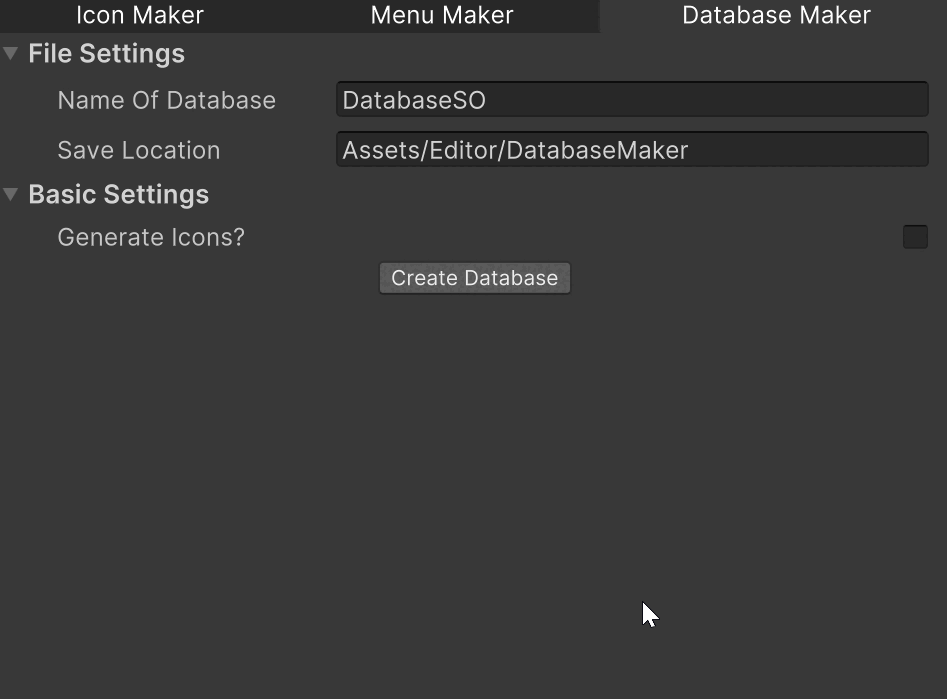 Icon Maker Menu Maker Database Maker
File Settings
Name Of Database DatabaseSO
Save Location Assets/Editor/DatabaseMaker
Basic Settings
Generate Icons?
Create Database